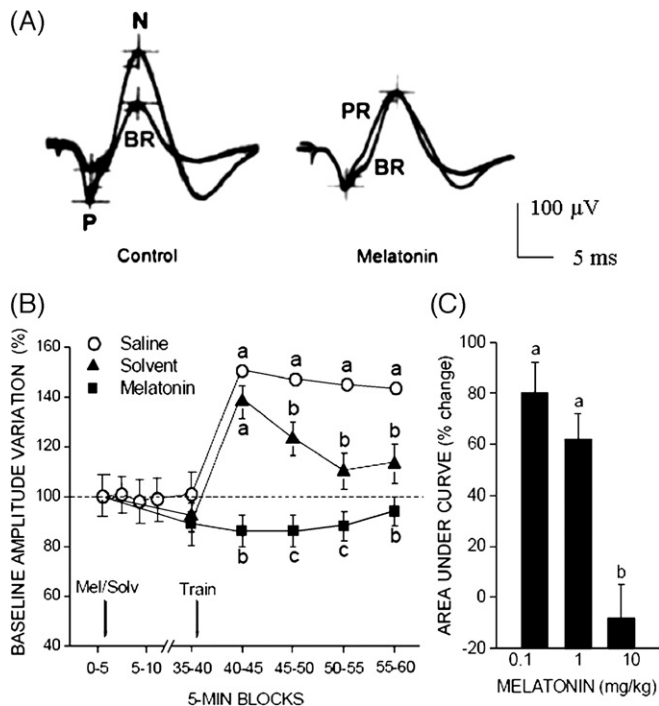 (A)
N
BR
P
Control
PR
BR
Melatonin
100 µV
5 ms
(B)
BASELINE AMPLITUDE VARIATION (%)
160
140
120
100
80
60
40
Saline
Solvent
Melatonin
a
a
a
a
a
b
b
b
b
c
c
b
Mel/Solv
Train
0-5
5-10
35-40
40-45
45-50
50-55
55-60
5-MIN BLOCKS
(C)
AREA UNDER CURVE (% change)
100
80
60
40
20
0
-20
a
a
b
0.1
1
10
MELATONIN (mg/kg)